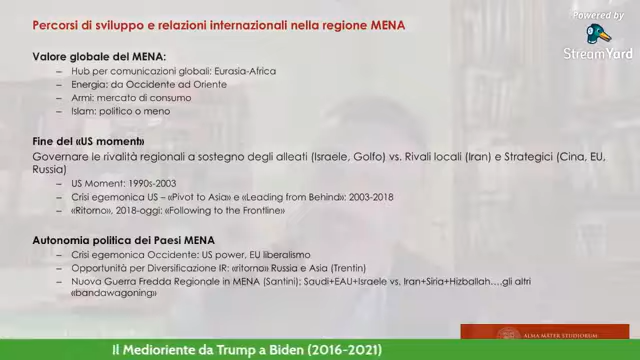 Percorsi di sviluppo e relazioni internazionali nella regione MENA
Powered by
StreamYard
Valore globale del MENA:
– Hub per comunicazioni globali: Eurasia-Africa
– Energia: da Occidente ad Oriente
– Armi: mercato di consumo
– Islam: politico o meno
Fine del «US moment»
Governare le rivalità regionali a sostegno degli alleati (Israele, Golfo) vs. Rivali locali (Iran) e Strategici (Cina, EU,
Russia)
– US Moment: 1990s-2003
– Crisi egemonica US – «Pivot to Asia» e «Leading from Behind»: 2003-2018
– «Ritorno», 2018-oggi: «Following to the Frontline»
Autonomia politica dei Paesi MENA
– Crisi egemonica Occidente: US power, EU liberalismo
– Opportunità per Diversificazione IR: «ritorno» Russia e Asia (Trentin)
– Nuova Guerra Fredda Regionale in MENA (Santini); Saudi+EAU+Israele vs. Iran+Siria+Hizballah....gli altri
«bandawagoning»
ALMA MATER STUDIORUM
Il Medioriente da Trump a Biden (2016-2021)